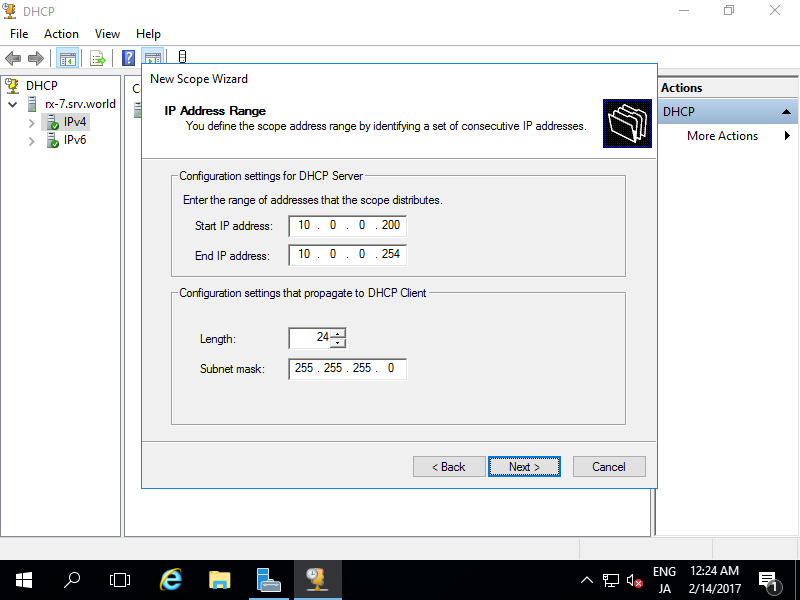 DHCP
File Action View Help
DHCP
rx-7.srv.world
IPv4
IPv6
New Scope Wizard
IP Address Range
You define the scope address range by identifying a set of consecutive IP addresses.
Configuration settings for DHCP Server
Enter the range of addresses that the scope distributes.
Start IP address: 10 . 0 . 0 . 200
End IP address: 10 . 0 . 0 . 254
Configuration settings that propagate to DHCP Client
Length: 24
Subnet mask: 255 . 255 . 255 . 0
< Back Next > Cancel
Actions
DHCP
More Actions
ENG
JA
12:24 AM
2/14/2017
1